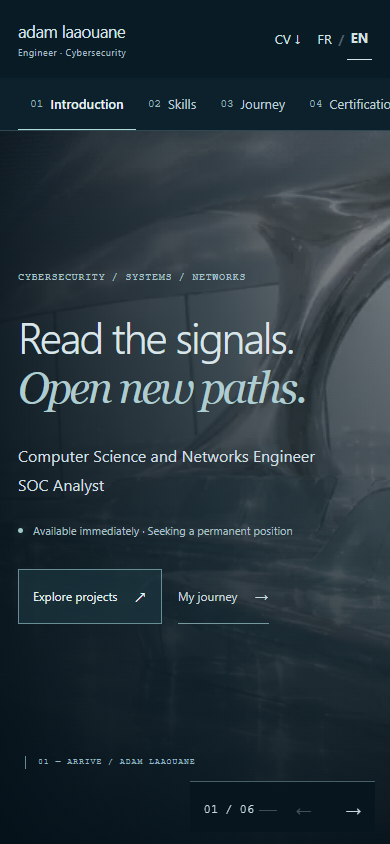 adam laaouane
Engineer · Cybersecurity
CV ↓ FR / EN
01 Introduction 02 Skills 03 Journey 04 Certificatio
CYBERSECURITY / SYSTEMS / NETWORKS
Read the signals.
Open new paths.
Computer Science and Networks Engineer
SOC Analyst
Available immediately · Seeking a permanent position
Explore projects ↗ My journey →
01 — ARRIVE / ADAM LAAOUANE
01 / 06 ← →